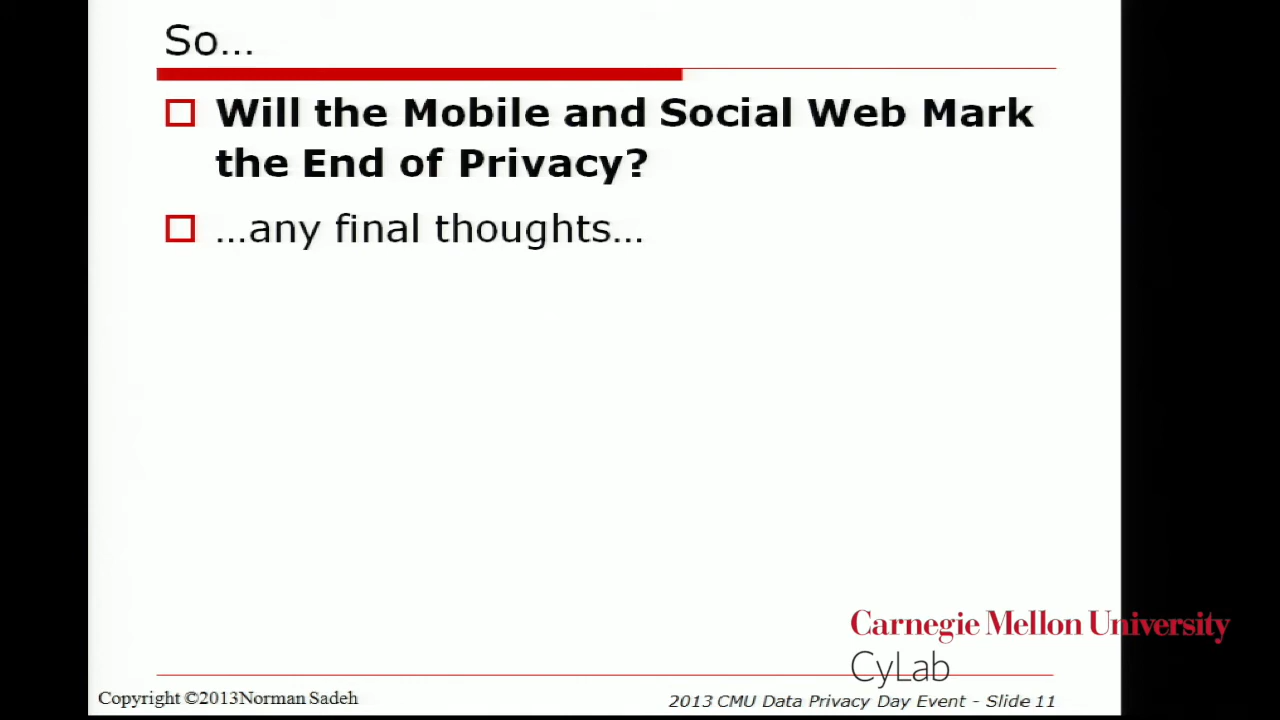 So...
Will the Mobile and Social Web Mark
the End of Privacy?
...any final thoughts...
Carnegie Mellon University
CyLab
Copyright ©2013Norman Sadeh
2013 CMU Data Privacy Day Event - Slide 11